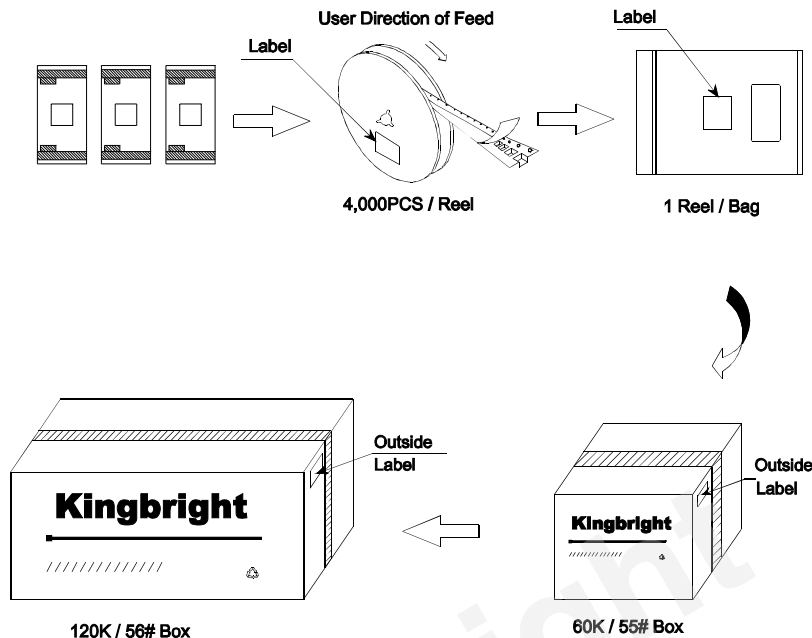 User Direction of Feed
Label
Label
4,000PCS / Reel
1 Reel / Bag
Outside
Label
Kingbright
120K / 56# Box
Outside
Label
Kingbright
60K / 55# Box